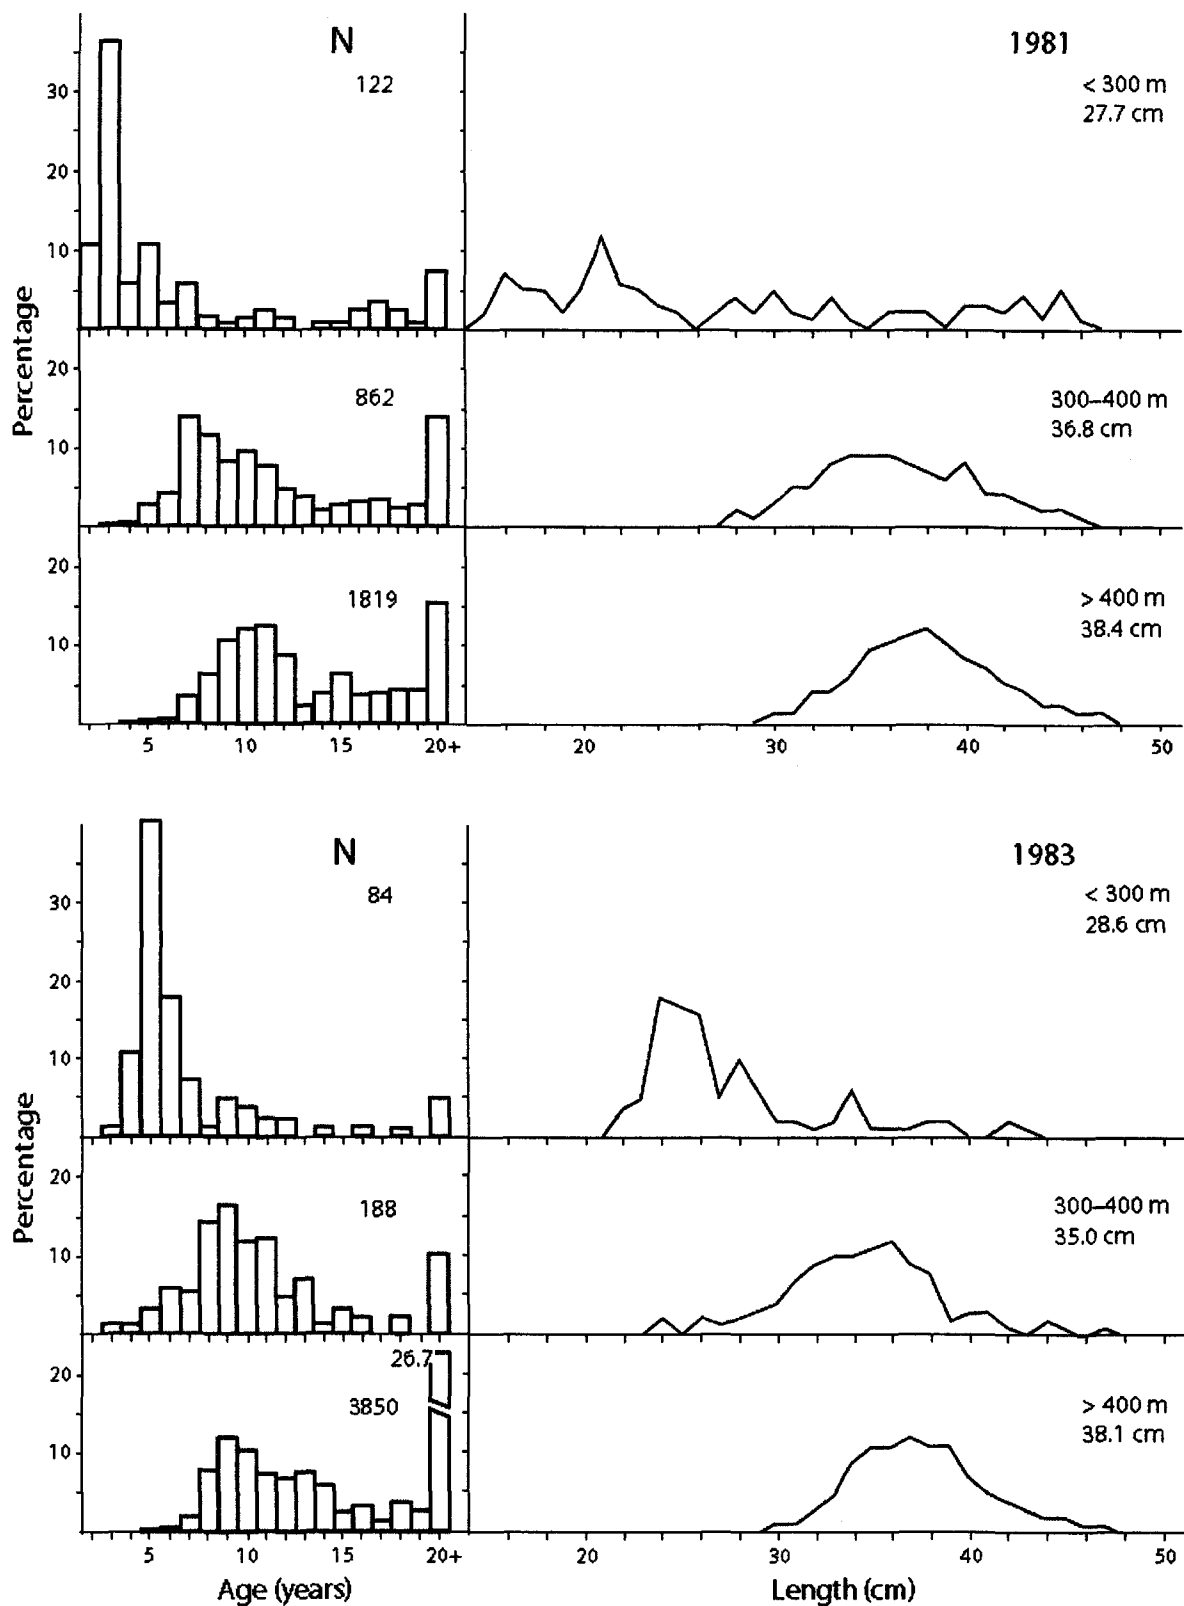 N
1981
122
< 300 m
27.7 cm
30
20
10
Percentage
20
10
862
300–400 m
36.8 cm
20
10
1819
> 400 m
38.4 cm
5 10 15 20+ 20 30 40 50
N
1983
84
< 300 m
28.6 cm
30
20
10
Percentage
20
10
188
300–400 m
35.0 cm
26.7
20
10
3850
> 400 m
38.1 cm
5 10 15 20+ 20 30 40 50
Age (years) Length (cm)